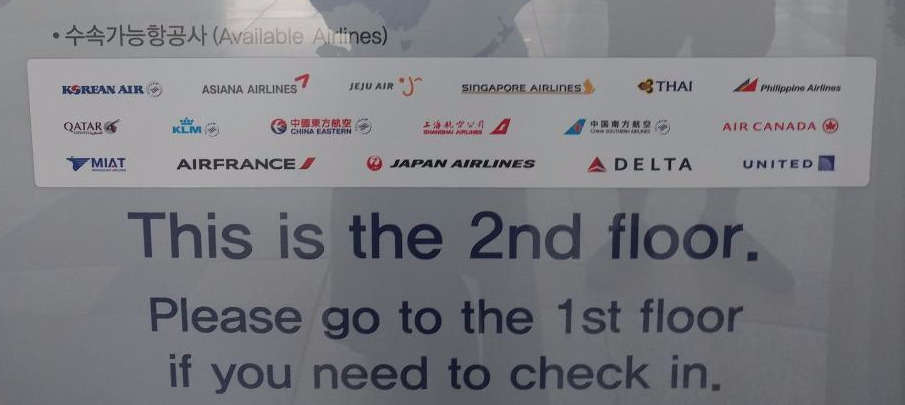 • 수속가능항공사 (Available Airlines)
KOREAN AIR ASIANA AIRLINES JEJU AIR SINGAPORE AIRLINES THAI Philippine Airlines
QATAR KLM 中國東方航空 CHINA EASTERN 上海航空公司 SHANGHAI AIRLINES 中国南方航空 CHINA SOUTHERN AIRLINES AIR CANADA
MIAT MONGOLIAN AIRLINES AIRFRANCE JAPAN AIRLINES DELTA UNITED
This is the 2nd floor.
Please go to the 1st floor
if you need to check in.